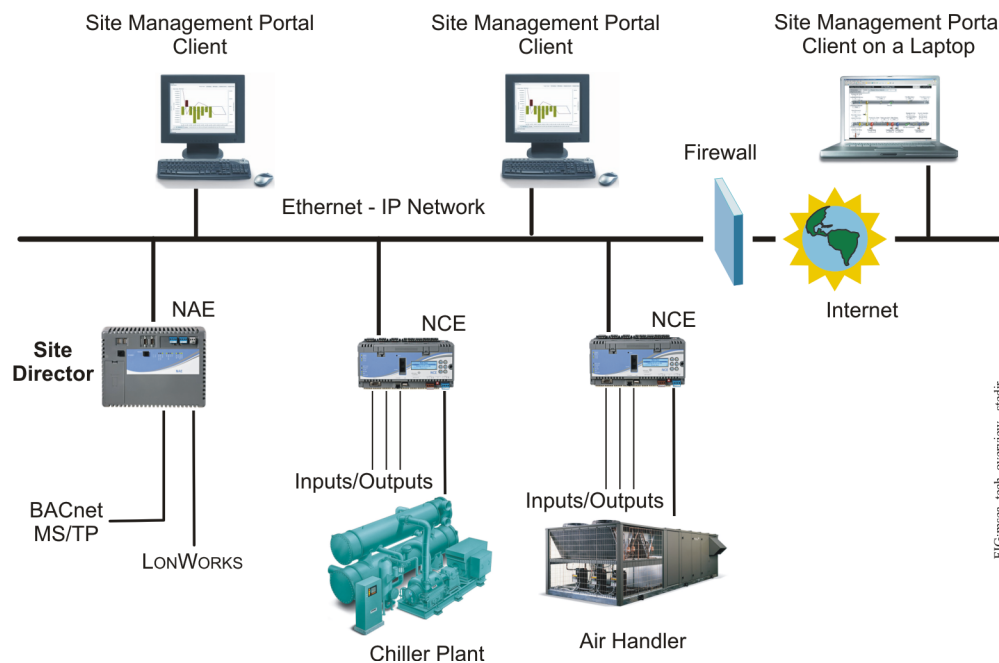 Site Management Portal
Client
Site Management Portal
Client
Site Management Portal
Client on a Laptop
Firewall
Ethernet - IP Network
Internet
NAE
Site
Director
NCE
NCE
Inputs/Outputs
Inputs/Outputs
BACnet
MS/TP
LONWORKS
Chiller Plant
Air Handler